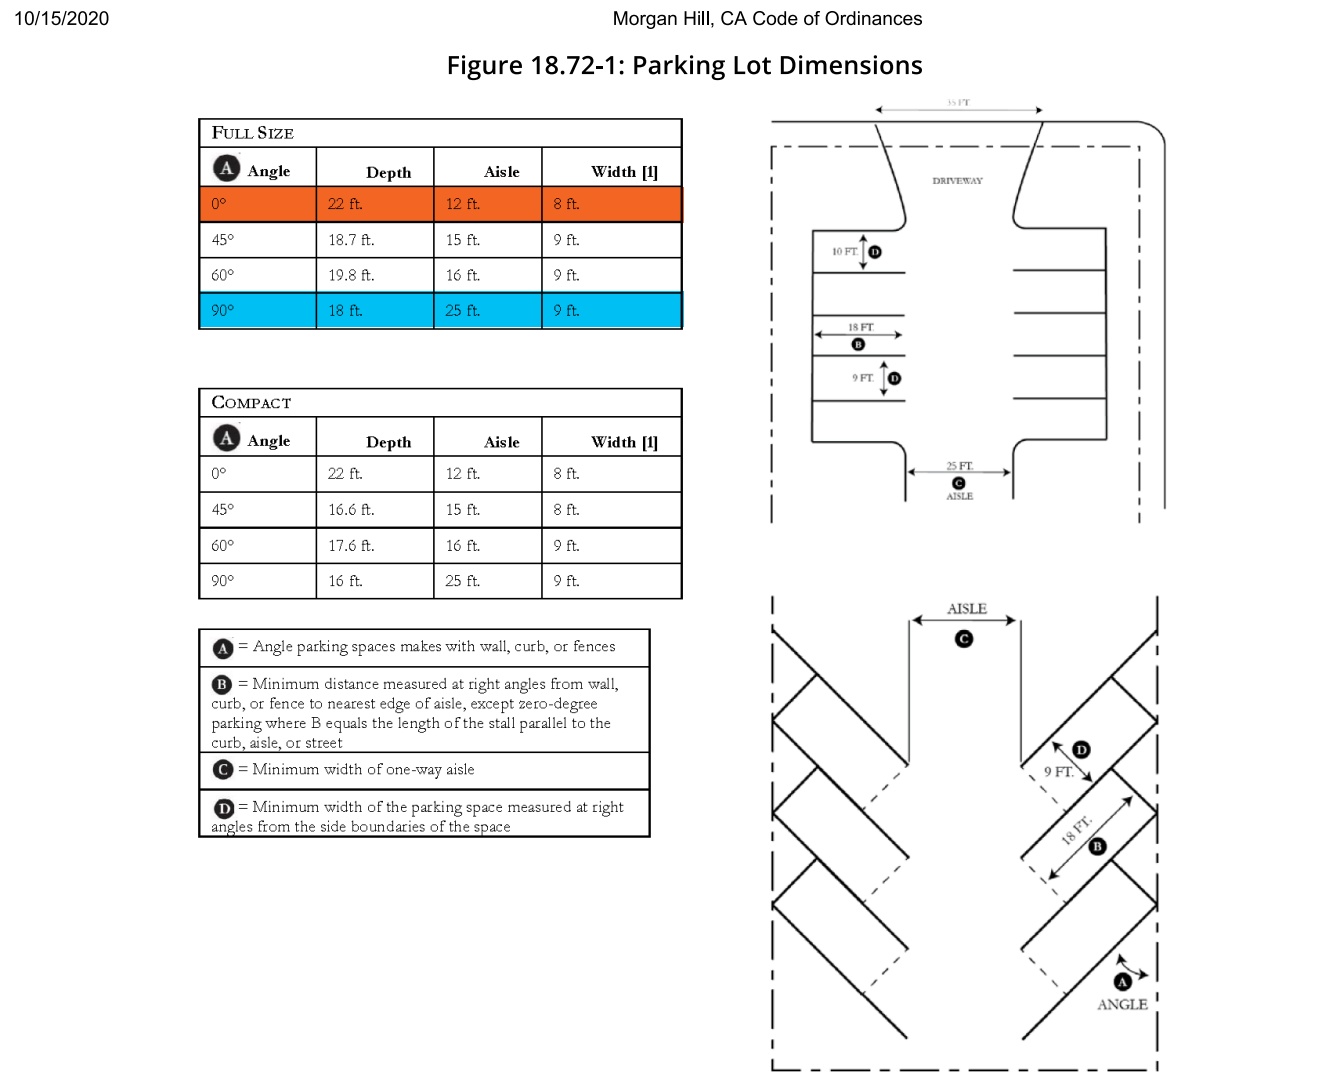 10/15/2020
Morgan Hill, CA Code of Ordinances
Figure 18.72-1: Parking Lot Dimensions
FULL SIZE
A Angle Depth Aisle Width [1]
0° 22 ft. 12 ft. 8 ft.
45° 18.7 ft. 15 ft. 9 ft.
60° 19.8 ft. 16 ft. 9 ft.
90° 18 ft. 25 ft. 9 ft.
COMPACT
A Angle Depth Aisle Width [1]
0° 22 ft. 12 ft. 8 ft.
45° 16.6 ft. 15 ft. 8 ft.
60° 17.6 ft. 16 ft. 9 ft.
90° 16 ft. 25 ft. 9 ft.
A = Angle parking spaces makes with wall, curb, or fences
B = Minimum distance measured at right angles from wall,
curb, or fence to nearest edge of aisle, except zero-degree
parking where B equals the length of the stall parallel to the
curb, aisle, or street
C = Minimum width of one-way aisle
D = Minimum width of the parking space measured at right
angles from the side boundaries of the space
35 FT
DRIVEWAY
10 FT. D
18 FT.
B
9 FT. D
25 FT.
C
AISLE
AISLE
C
D
9 FT.
18 FT.
B
A
ANGLE